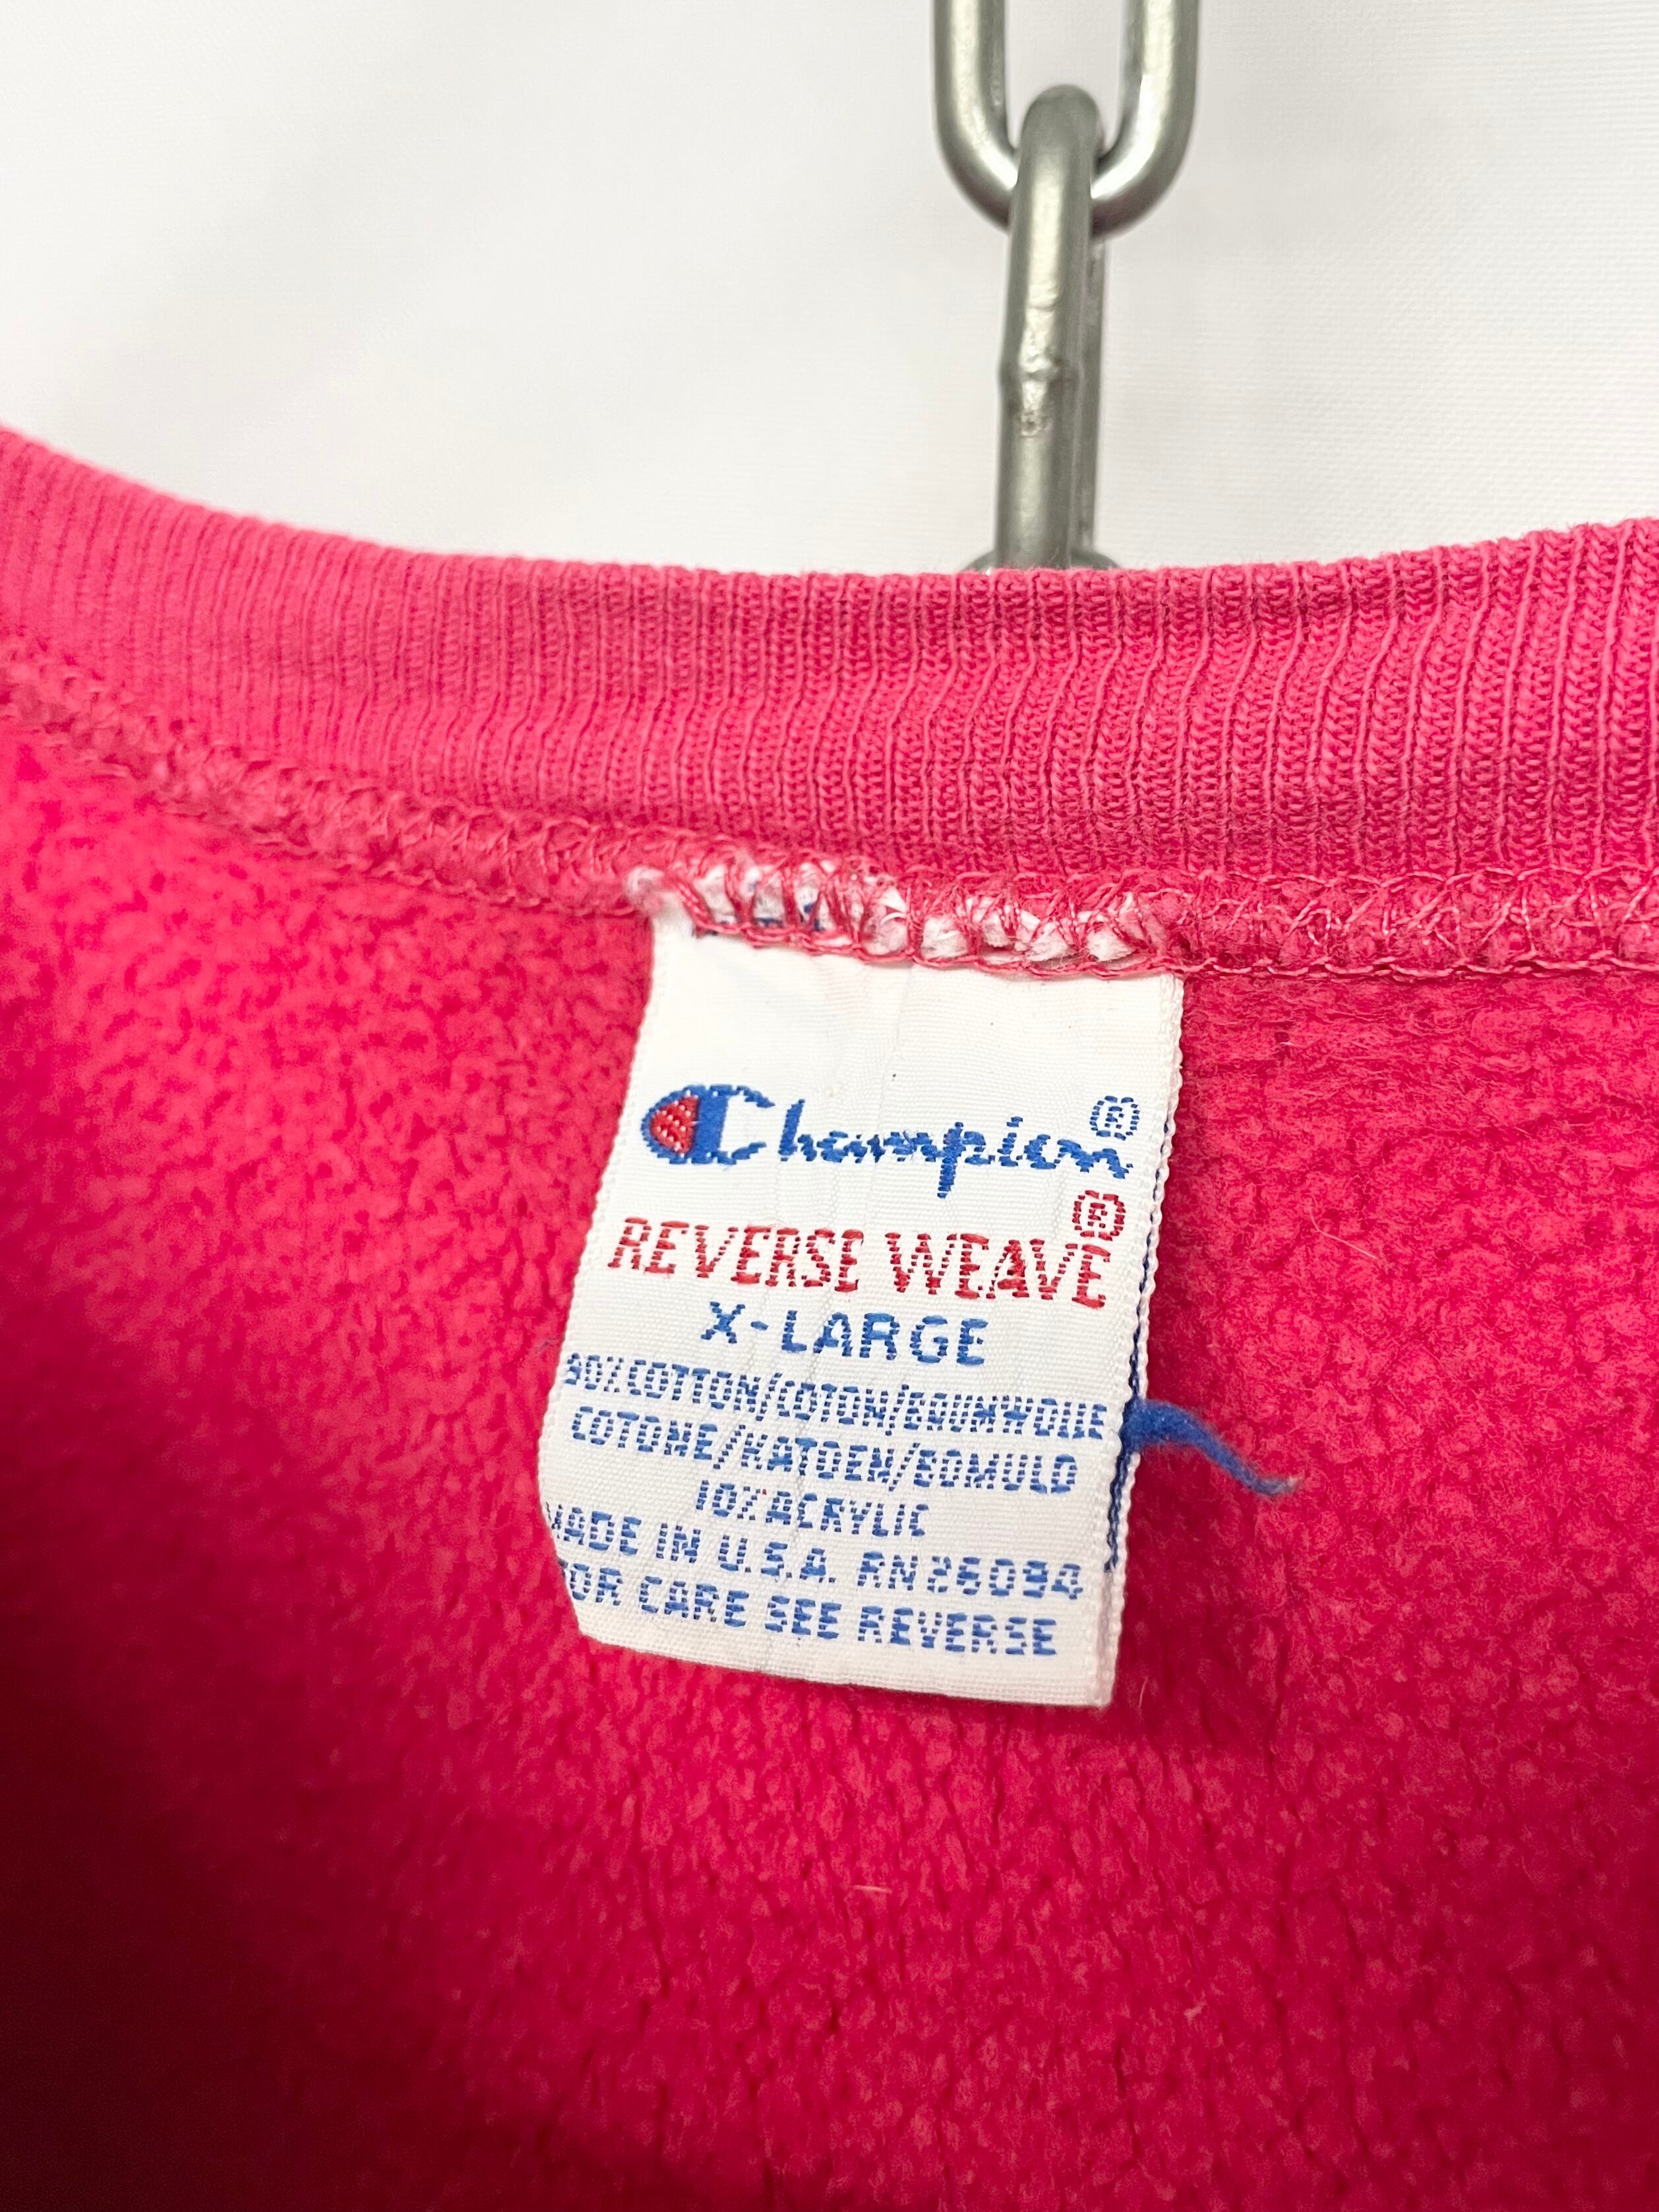 Champion®
REVERSE WEAVE®
X-LARGE
90% COTTON/COTON/BOUMWOUE
COTONE/KATOEN/BOMULD
10% ACRYLIC
MADE IN U.S.A. RN 26094
FOR CARE SEE REVERSE